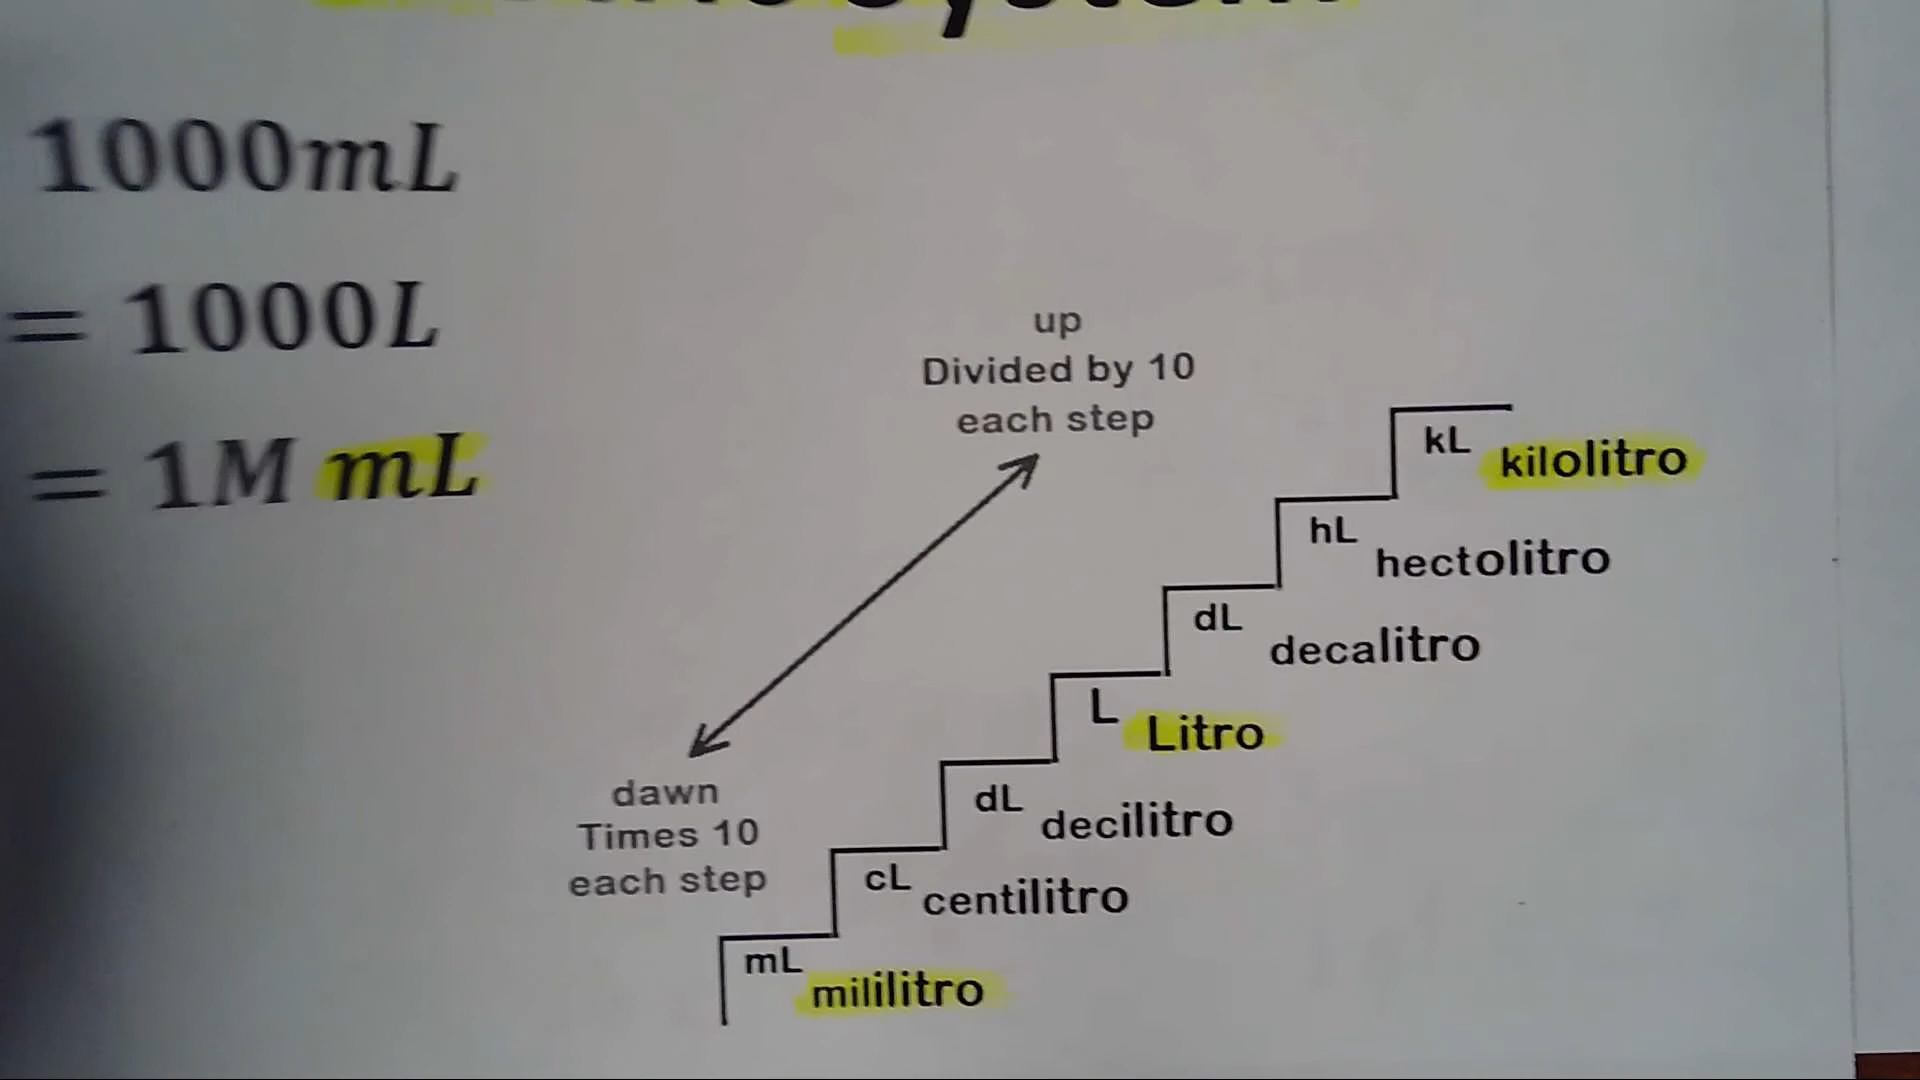 System
1000mL
= 1000L
= 1M mL
up
Divided by 10
each step
kL kilolitro
hL hectolitro
dL decalitro
L Litro
dL decilitro
cL centilitro
mL mililitro
dawn
Times 10
each step